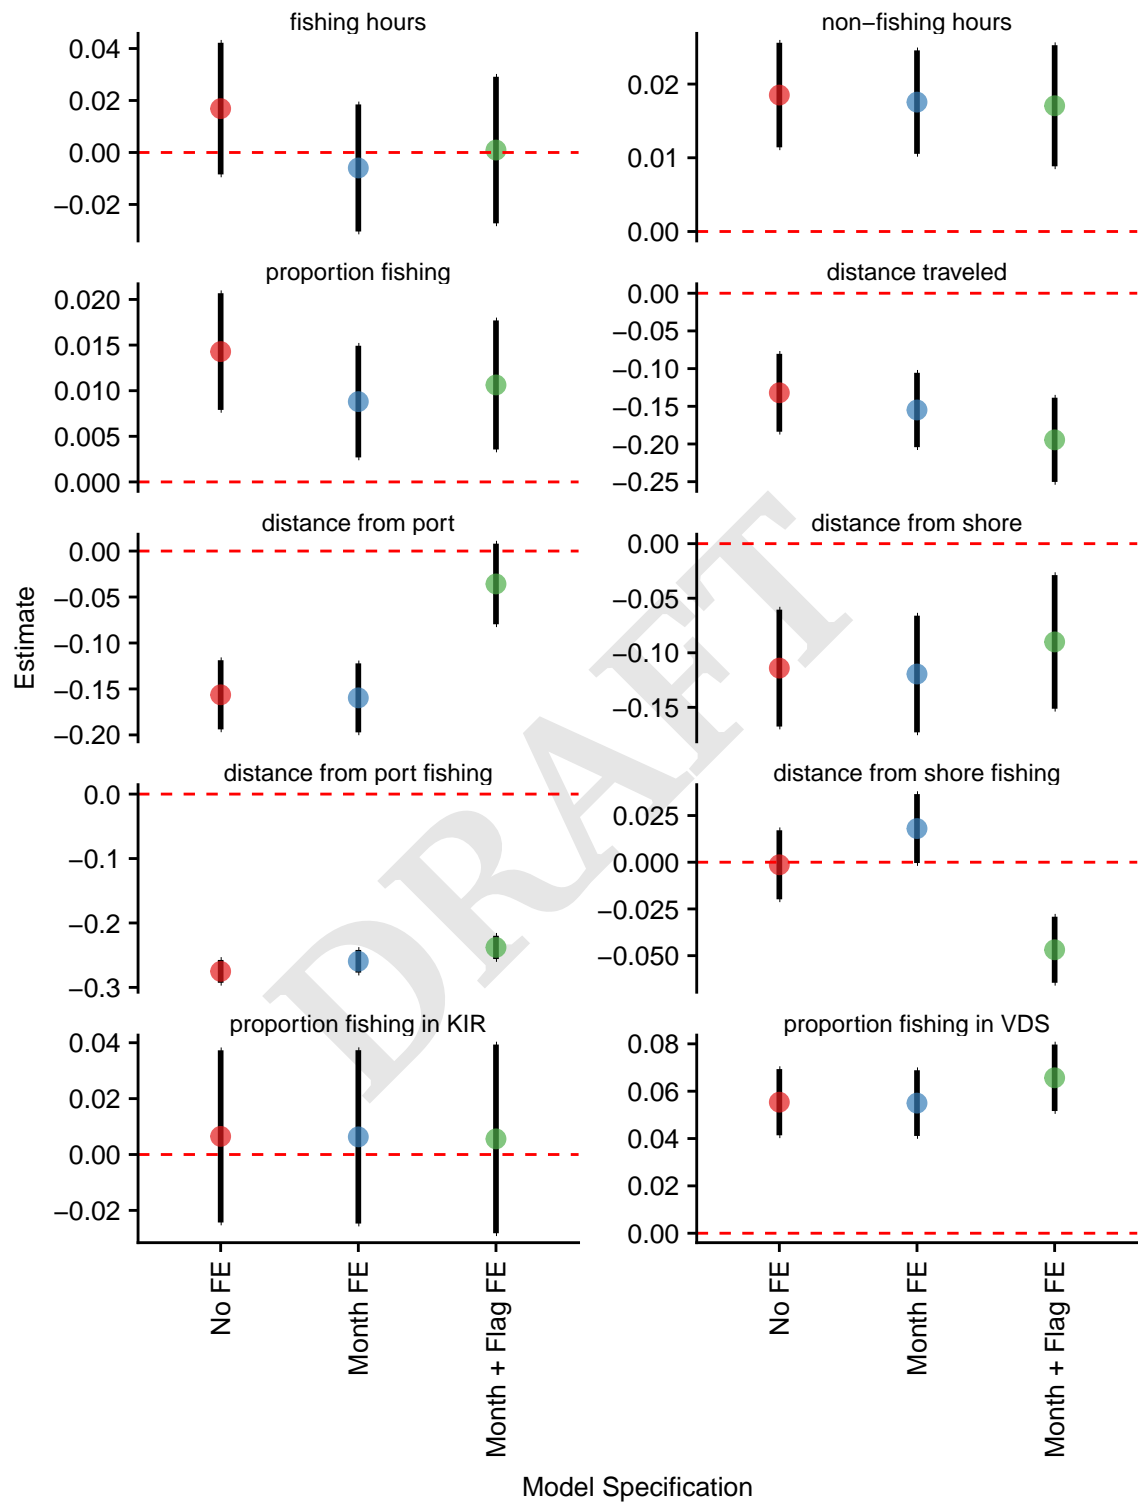 fishing hours
0.04
0.02
0.00
−0.02
non−fishing hours
0.02
0.01
0.00
proportion fishing
0.020
0.015
0.010
0.005
0.000
distance traveled
0.00
−0.05
−0.10
−0.15
−0.20
−0.25
distance from port
0.00
−0.05
−0.10
−0.15
−0.20
distance from shore
0.00
−0.05
−0.10
−0.15
distance from port fishing
0.0
−0.1
−0.2
−0.3
distance from shore fishing
0.025
0.000
−0.025
−0.050
proportion fishing in KIR
0.04
0.02
0.00
−0.02
proportion fishing in VDS
0.08
0.06
0.04
0.02
0.00
Estimate
No FE
Month FE
Month + Flag FE
No FE
Month FE
Month + Flag FE
Model Specification
DRAFT